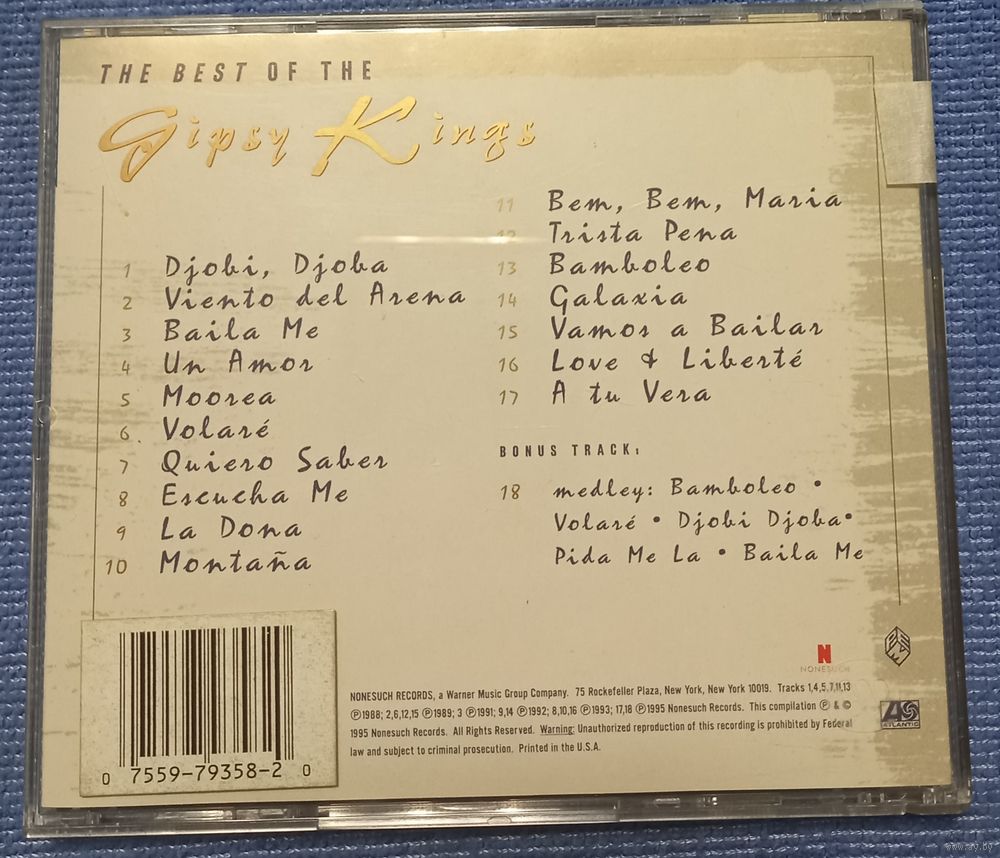 THE BEST OF THE
Gipsy Kings
1 Djobi, Djoba
2 Viento del Arena
3 Baila Me
4 Un Amor
5 Moorea
6 Volaré
7 Quiero Saber
8 Escucha Me
9 La Dona
10 Montaña
11 Bem, Bem, Maria
12 Trista Pena
13 Bamboleo
14 Galaxia
15 Vamos a Bailar
16 Love & Liberté
17 A tu Vera
BONUS TRACK:
18 medley: Bamboleo •
Volaré • Djobi Djoba•
Pida Me La • Baila Me
0 7559-79358-2 0
N
NONESUCH
NONESUCH RECORDS, a Warner Music Group Company. 75 Rockefeller Plaza, New York, New York 10019. Tracks 1,4,5,7,11,13
℗1988; 2,6,12,15 ℗1989; 3 ℗1991; 9,14 ℗1992; 8,10,16 ℗1993; 17,18 ℗1995 Nonesuch Records. This compilation ℗ & ©
1995 Nonesuch Records. All Rights Reserved. Warning: Unauthorized reproduction of this recording is prohibited by Federal
law and subject to criminal prosecution. Printed in the U.S.A.
ATLANTIC
www.ay.by